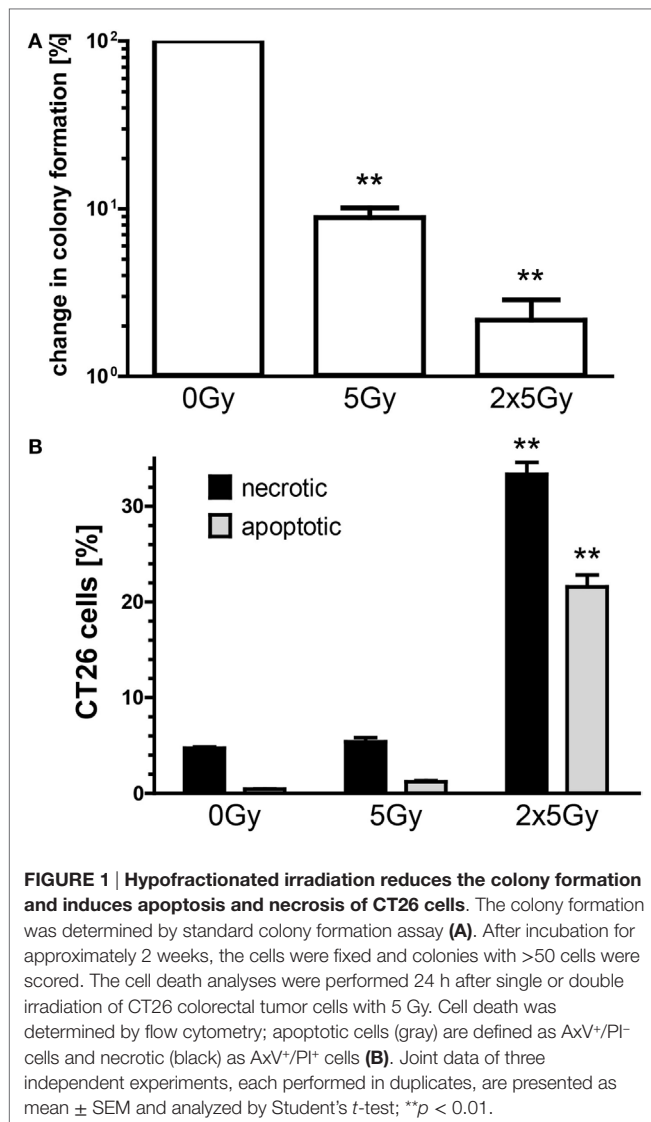 A
change in colony formation [%]
10²
10¹
10⁰
**
**
0Gy 5Gy 2x5Gy
B
CT26 cells [%]
30
20
10
0
necrotic
apoptotic
**
**
0Gy 5Gy 2x5Gy
FIGURE 1 | Hypofractionated irradiation reduces the colony formation
and induces apoptosis and necrosis of CT26 cells. The colony formation
was determined by standard colony formation assay (A). After incubation for
approximately 2 weeks, the cells were fixed and colonies with >50 cells were
scored. The cell death analyses were performed 24 h after single or double
irradiation of CT26 colorectal tumor cells with 5 Gy. Cell death was
determined by flow cytometry; apoptotic cells (gray) are defined as AxV⁺/PI⁻
cells and necrotic (black) as AxV⁺/PI⁺ cells (B). Joint data of three
independent experiments, each performed in duplicates, are presented as
mean ± SEM and analyzed by Student’s t-test; **p < 0.01.